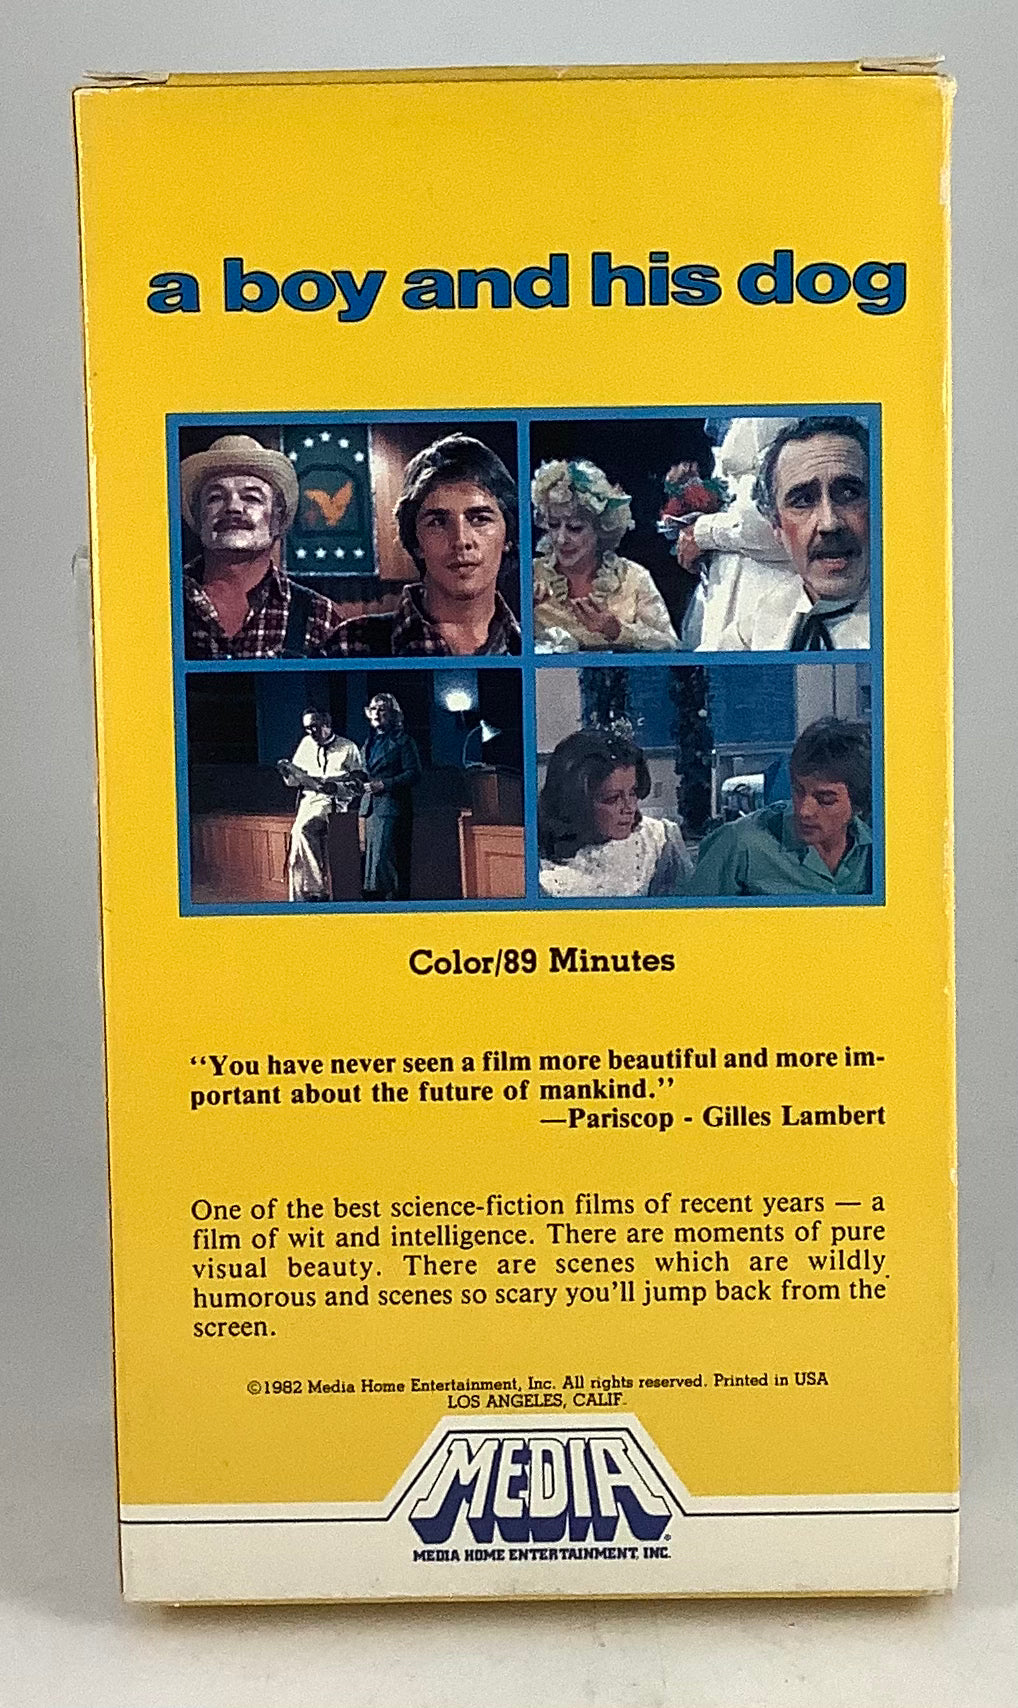 a boy and his dog
Color/89 Minutes
“You have never seen a film more beautiful and more im-
portant about the future of mankind.”
—Pariscop - Gilles Lambert
One of the best science-fiction films of recent years — a
film of wit and intelligence. There are moments of pure
visual beauty. There are scenes which are wildly
humorous and scenes so scary you’ll jump back from the
screen.
©1982 Media Home Entertainment, Inc. All rights reserved. Printed in USA
LOS ANGELES, CALIF.
MEDIA
®
MEDIA HOME ENTERTAINMENT, INC.